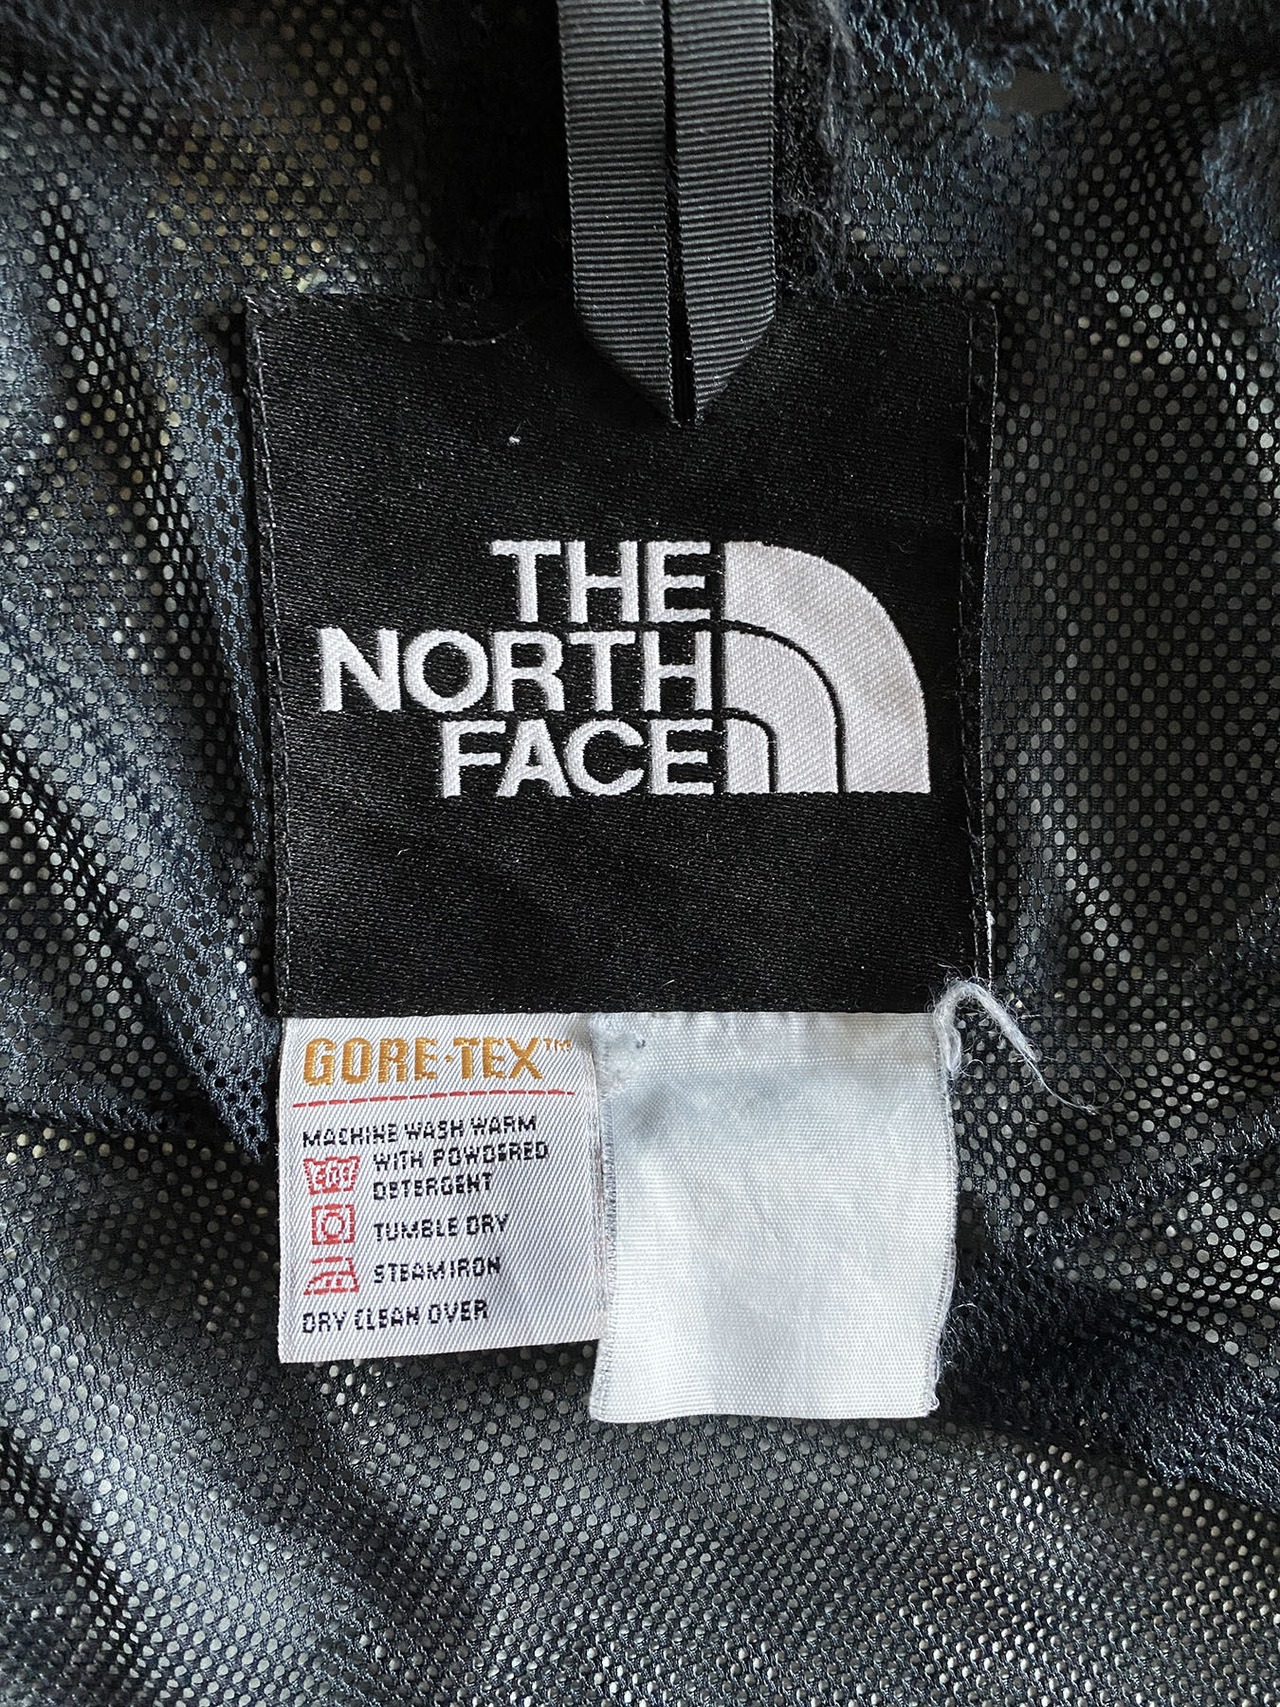 THE
NORTH
FACE
GORE-TEX™
MACHINE WASH WARM
WITH POWDERED
DETERGENT
TUMBLE DRY
STEAM IRON
DRY CLEAN OVER